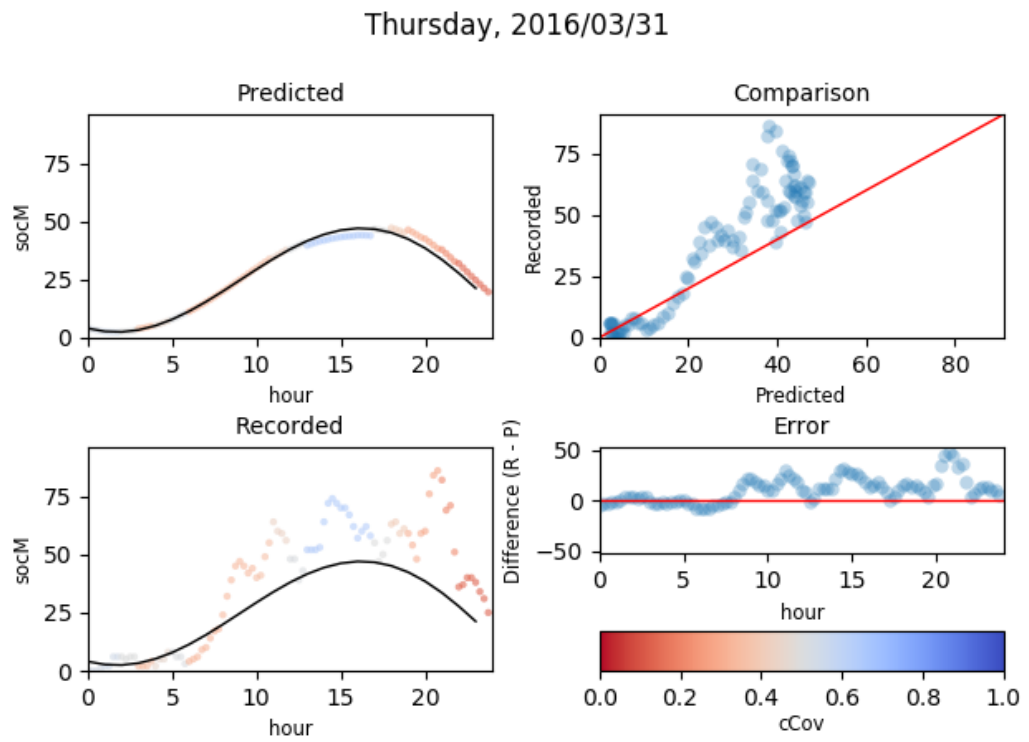 Thursday, 2016/03/31
Predicted
socM
75
50
25
0
0 5 10 15 20
hour
Comparison
Recorded
75
50
25
0
0 20 40 60 80
Predicted
Recorded
socM
75
50
25
0
0 5 10 15 20
hour
Error
Difference (R - P)
50
0
−50
0 5 10 15 20
hour
0.0 0.2 0.4 0.6 0.8 1.0
cCov